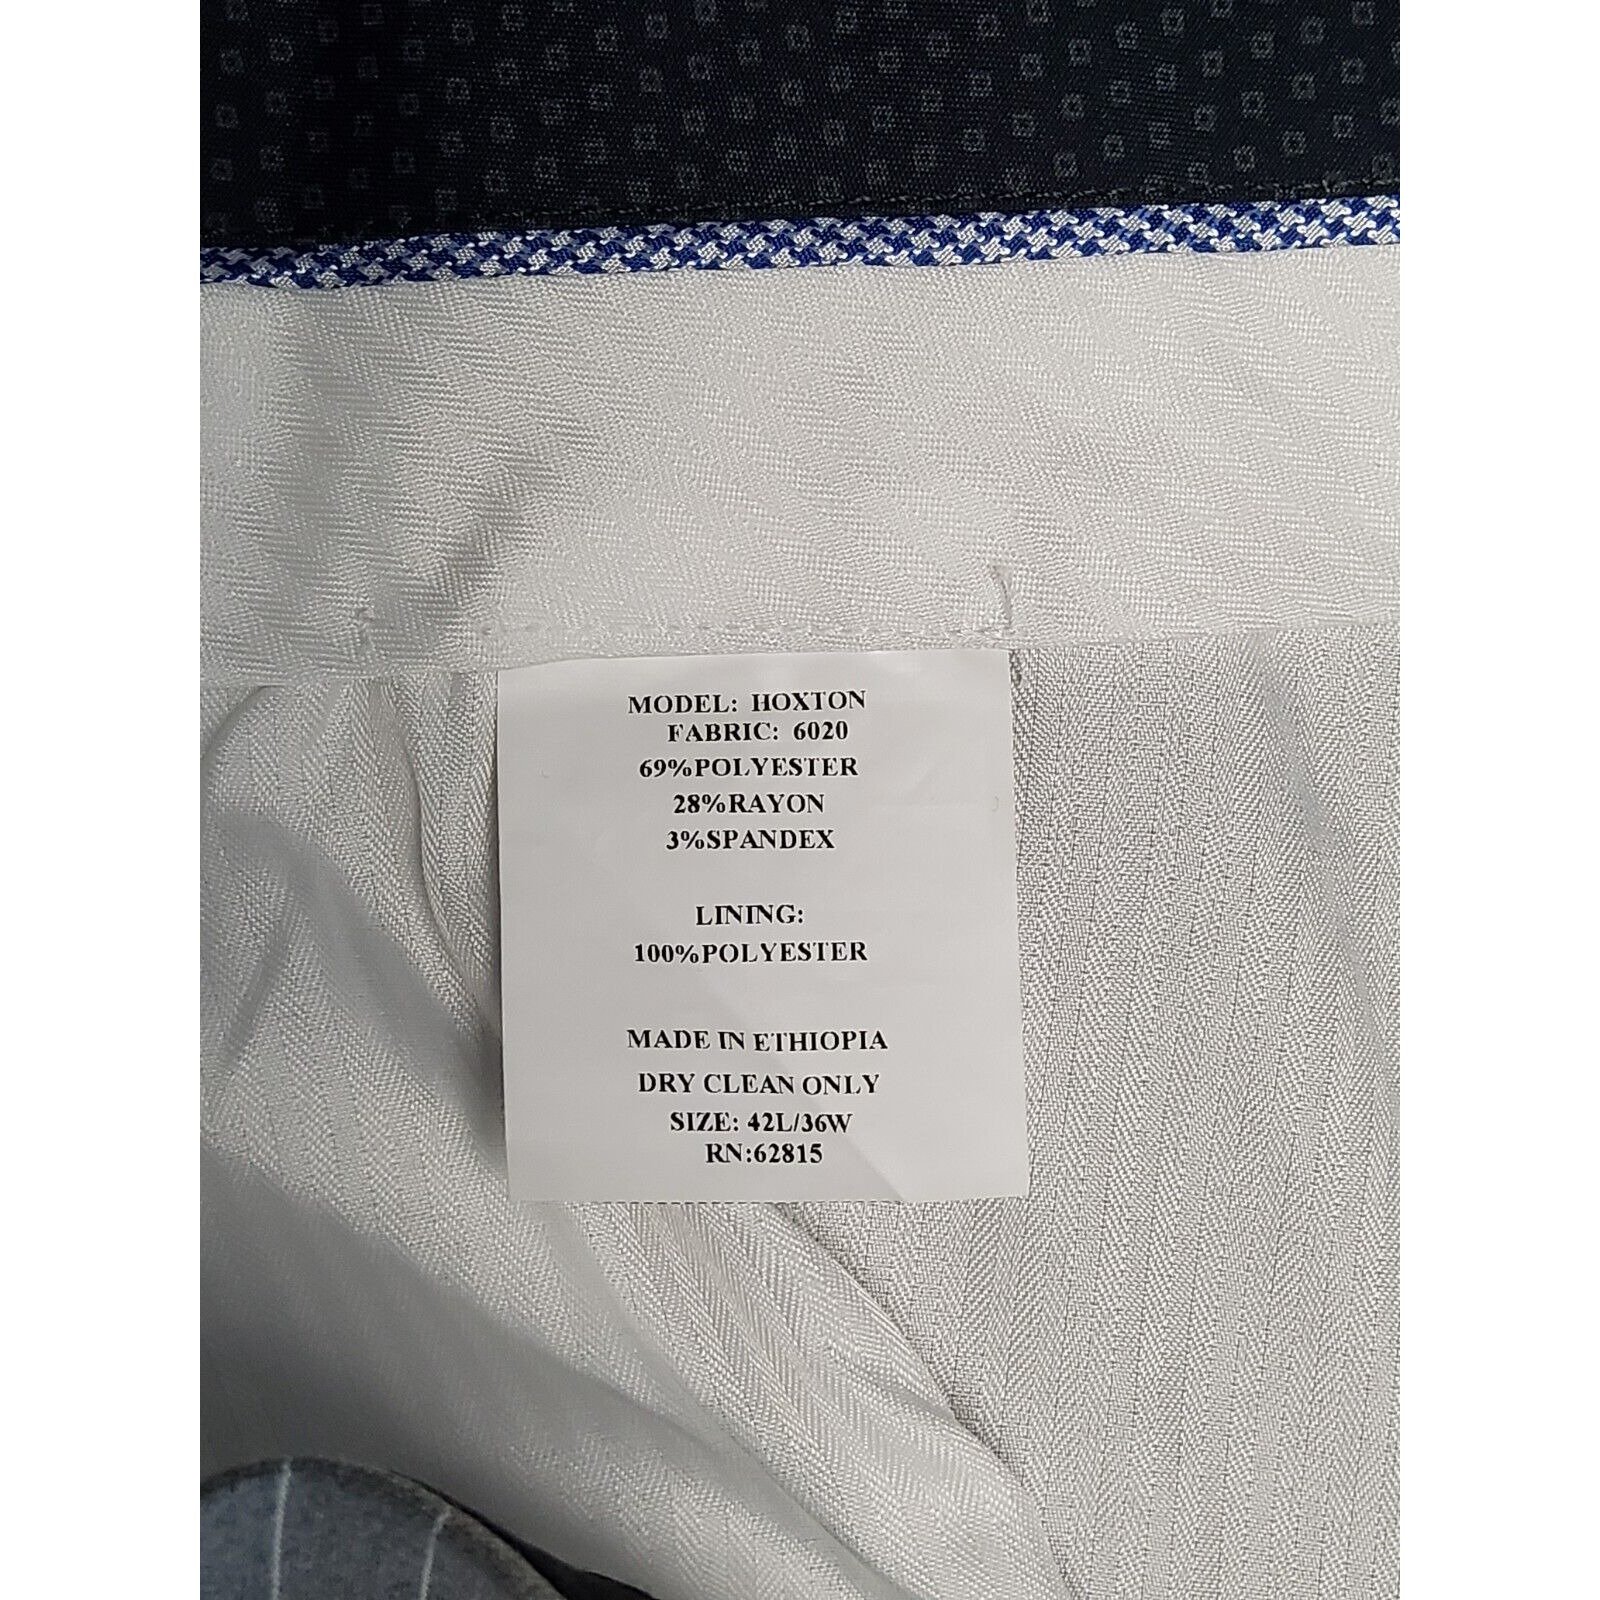 MODEL: HOXTON
FABRIC: 6020
69%POLYESTER
28%RAYON
3%SPANDEX
LINING:
100%POLYESTER
MADE IN ETHIOPIA
DRY CLEAN ONLY
SIZE: 42L/36W
RN:62815